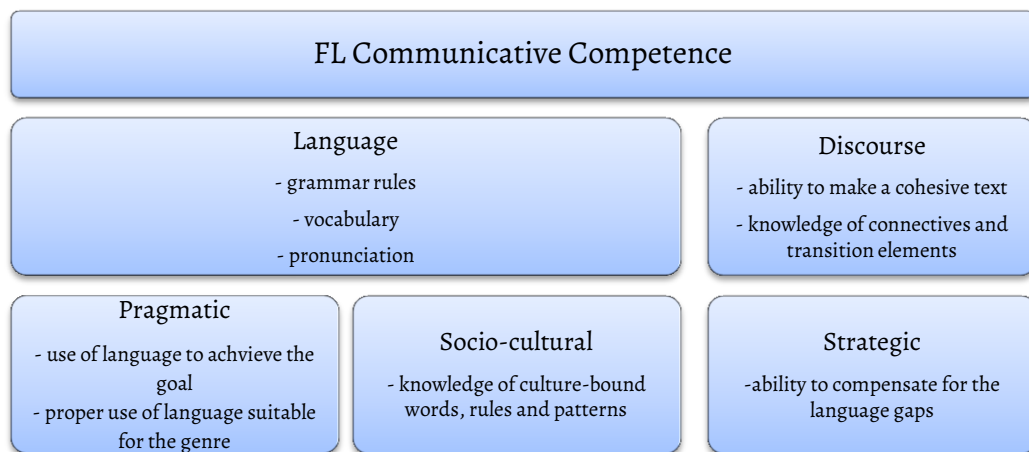 FL Communicative Competence
Language
- grammar rules
- vocabulary
- pronunciation
Discourse
- ability to make a cohesive text
- knowledge of connectives and
transition elements
Pragmatic
- use of language to achvieve the
goal
- proper use of language suitable
for the genre
Socio-cultural
- knowledge of culture-bound
words, rules and patterns
Strategic
-ability to compensate for the
language gaps